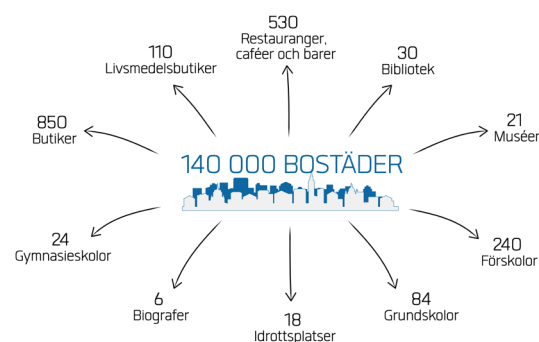 530
Restauranger,
caféer och barer
110
Livsmedelsbutiker
30
Bibliotek
850
Butiker
21
Muséer
140 000 BOSTÄDER
24
Gymnasieskolor
240
Förskolor
6
Biografer
84
Grundskolor
18
Idrottsplatser